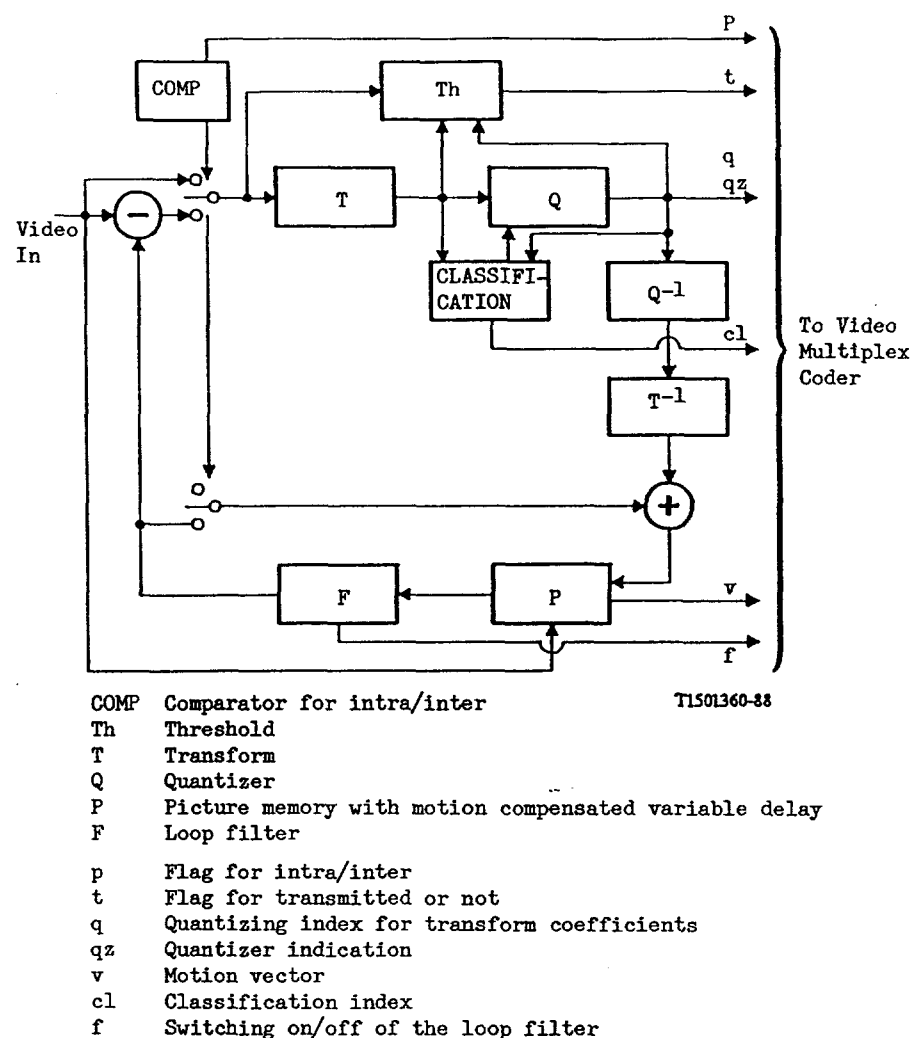 P
COMP
Th
t
q
T
Q
qz
Video
In
CLASSIFI-
CATION
Q-1
cl
To Video
Multiplex
Coder
T-1
F
P
v
f
COMP Comparator for intra/inter
T1501360-88
Th Threshold
T Transform
Q Quantizer
P Picture memory with motion compensated variable delay
F Loop filter
p Flag for intra/inter
t Flag for transmitted or not
q Quantizing index for transform coefficients
qz Quantizer indication
v Motion vector
cl Classification index
f Switching on/off of the loop filter